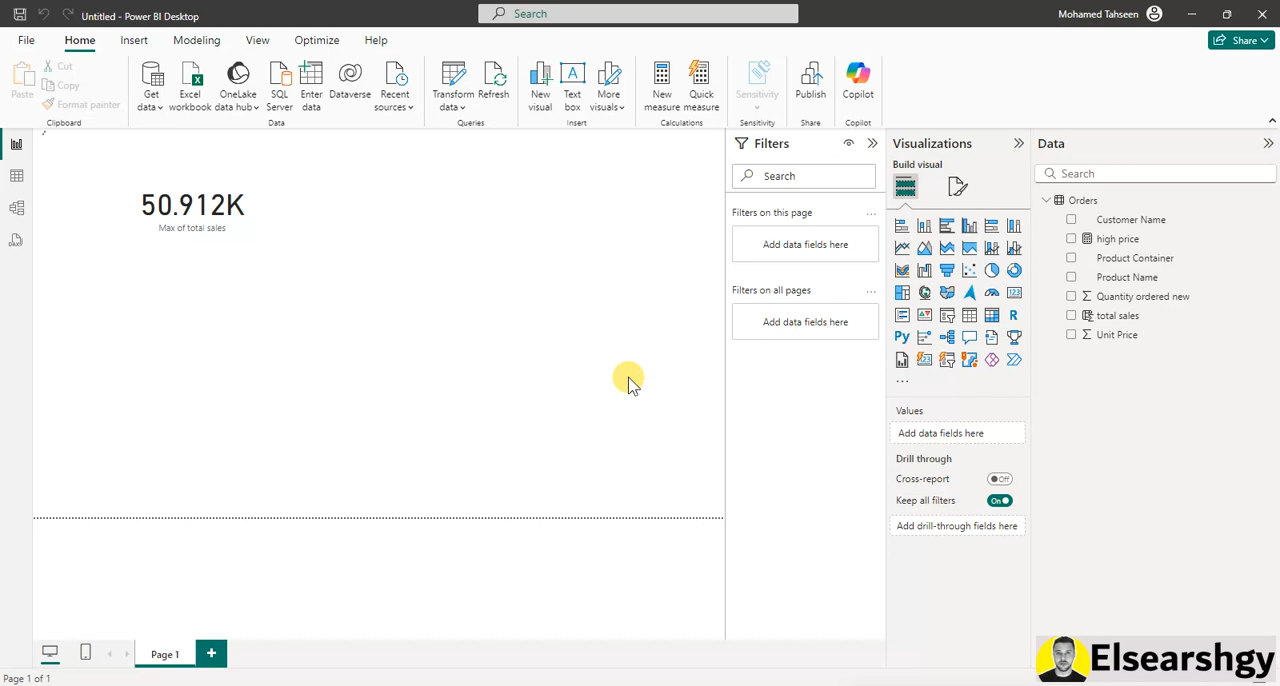 Untitled - Power BI Desktop
Search
Mohamed Tahseen
File
Home
Insert
Modeling
View
Optimize
Help
Share
Paste
Cut
Copy
Format painter
Clipboard
Get
data
Excel
workbook
OneLake
data hub
SQL
Server
Enter
data
Dataverse
Recent
sources
Data
Transform
data
Refresh
Queries
New
visual
Text
box
More
visuals
Insert
New
measure
Quick
measure
Calculations
Sensitivity
Sensitivity
Publish
Share
Copilot
Copilot
50.912K
Max of total sales
Filters
Search
Filters on this page
Add data fields here
Filters on all pages
Add data fields here
Visualizations
Build visual
123
R
Py
Values
Add data fields here
Drill through
Cross-report
Off
Keep all filters
On
Add drill-through fields here
Data
Search
Orders
Customer Name
high price
Product Container
Product Name
Quantity ordered new
total sales
Unit Price
Page 1
Page 1 of 1
Elsearshgy